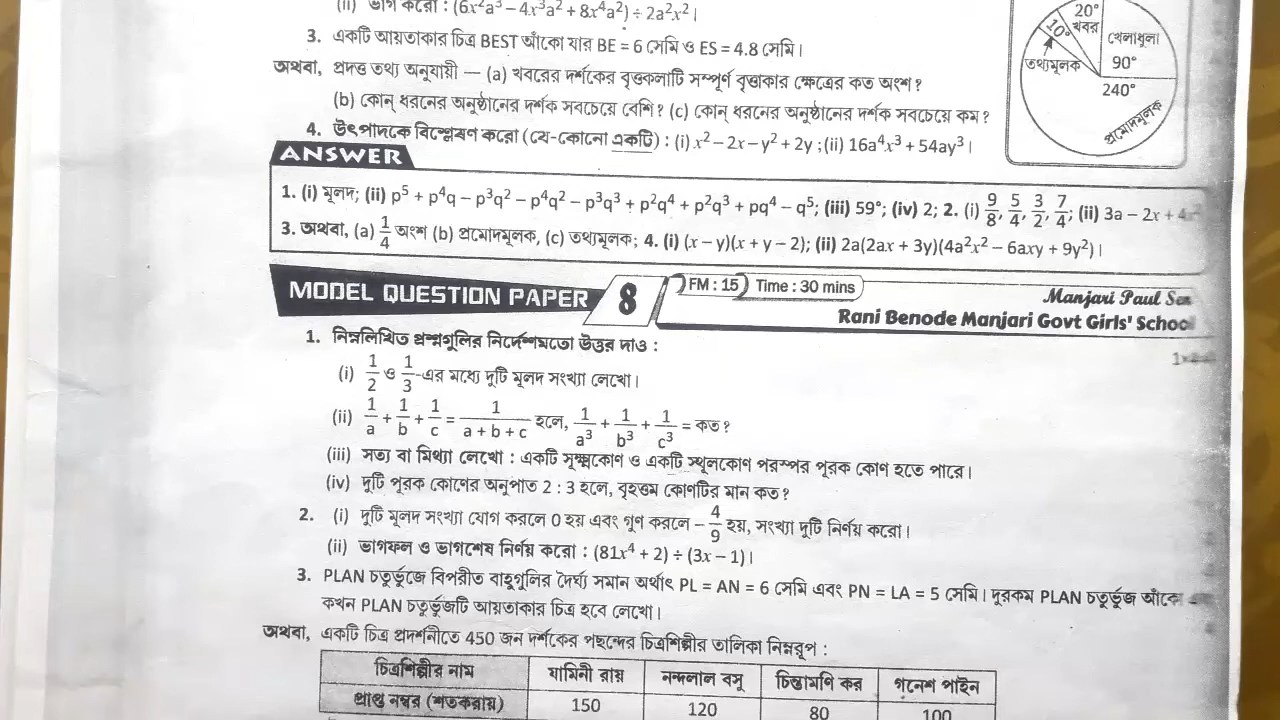 (ii) ভাগ করো : (6x²a³ – 4x³a² + 8x⁴a²) ÷ 2a²x² ।
3. একটি আয়তাকার চিত্র BEST আঁকো যার BE = 6 সেমি ও ES = 4.8 সেমি।
অথবা, প্রদত্ত তথ্য অনুযায়ী — (a) খবরের দর্শকের বৃত্তকলাটি সম্পূর্ণ বৃত্তাকার ক্ষেত্রের কত অংশ?
(b) কোন্ ধরনের অনুষ্ঠানের দর্শক সবচেয়ে বেশি? (c) কোন্ ধরনের অনুষ্ঠানের দর্শক সবচেয়ে কম?
4. উৎপাদকে বিশ্লেষণ করো (যে-কোনো একটি) : (i) x² – 2x – y² + 2y ; (ii) 16a⁴x³ + 54ay³ ।
20°
খবর
10°
তথ্যমূলক
খেলাধুলা
90°
240°
প্রমোদমূলক
ANSWER
1. (i) মূলদ; (ii) p⁵ + p⁴q – p³q² – p⁴q² – p³q³ + p²q⁴ + p²q³ + pq⁴ – q⁵; (iii) 59°; (iv) 2; 2. (i) 9/8, 5/4, 3/2, 7/4; (ii) 3a – 2x + 4x²
3. অথবা, (a) 1/4 অংশ (b) প্রমোদমূলক, (c) তথ্যমূলক; 4. (i) (x – y)(x + y – 2); (ii) 2a(2ax + 3y)(4a²x² – 6axy + 9y²) ।
MODEL QUESTION PAPER 8 FM : 15 Time : 30 mins
Manjari Paul Sen
Rani Benode Manjari Govt Girls' School
1. নিম্নলিখিত প্রশ্নগুলির নির্দেশমতো উত্তর দাও :
(i) 1/2 ও 1/3-এর মধ্যে দুটি মূলদ সংখ্যা লেখো।
(ii) 1/a + 1/b + 1/c = 1/(a + b + c) হলে, 1/a³ + 1/b³ + 1/c³ = কত?
(iii) সত্য বা মিথ্যা লেখো : একটি সূক্ষ্মকোণ ও একটি স্থূলকোণ পরস্পর পূরক কোণ হতে পারে।
(iv) দুটি পূরক কোণের অনুপাত 2 : 3 হলে, বৃহত্তম কোণটির মান কত?
2. (i) দুটি মূলদ সংখ্যা যোগ করলে 0 হয় এবং গুণ করলে – 4/9 হয়, সংখ্যা দুটি নির্ণয় করো।
(ii) ভাগফল ও ভাগশেষ নির্ণয় করো : (81x⁴ + 2) ÷ (3x – 1) ।
3. PLAN চতুর্ভুজে বিপরীত বাহুগুলির দৈর্ঘ্য সমান অর্থাৎ PL = AN = 6 সেমি এবং PN = LA = 5 সেমি। দুরকম PLAN চতুর্ভুজ আঁকো
কখন PLAN চতুর্ভুজটি আয়তাকার চিত্র হবে লেখো।
অথবা, একটি চিত্র প্রদর্শনীতে 450 জন দর্শকের পছন্দের চিত্রশিল্পীর তালিকা নিম্নরূপ :
চিত্রশিল্পীর নাম যামিনী রায় নন্দলাল বসু চিন্তামণি কর গনেশ পাইন
প্রাপ্ত নম্বর (শতকরায়) 150 120 80 100